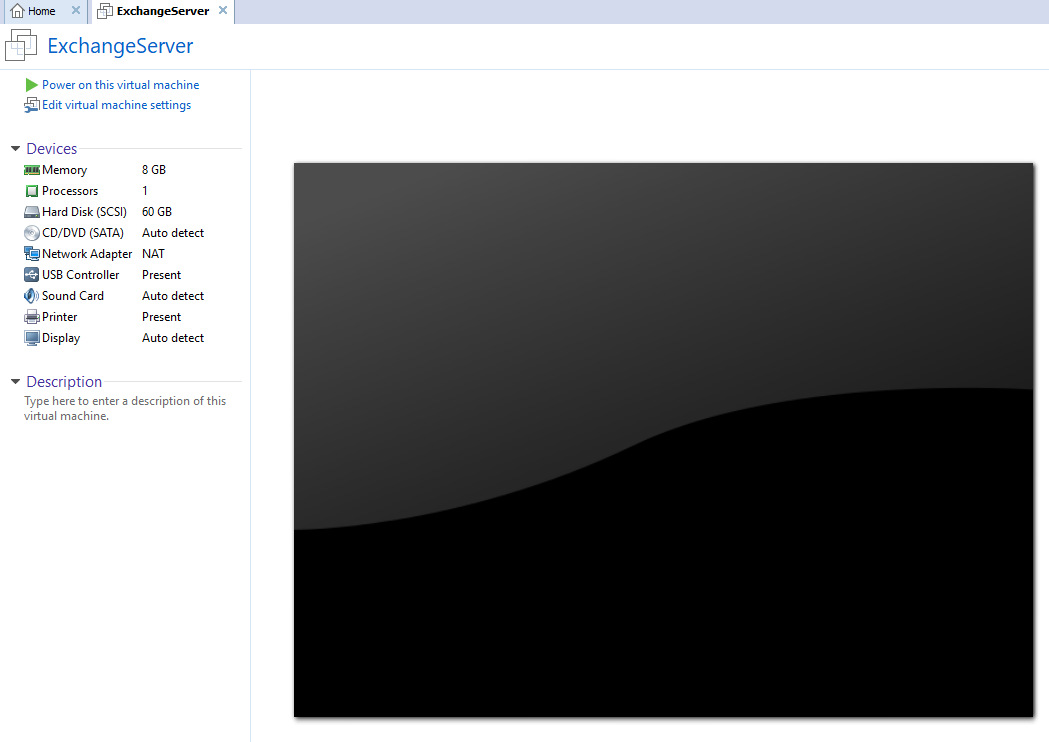 Home
ExchangeServer
ExchangeServer
Power on this virtual machine
Edit virtual machine settings
Devices
Memory 8 GB
Processors 1
Hard Disk (SCSI) 60 GB
CD/DVD (SATA) Auto detect
Network Adapter NAT
USB Controller Present
Sound Card Auto detect
Printer Present
Display Auto detect
Description
Type here to enter a description of this
virtual machine.